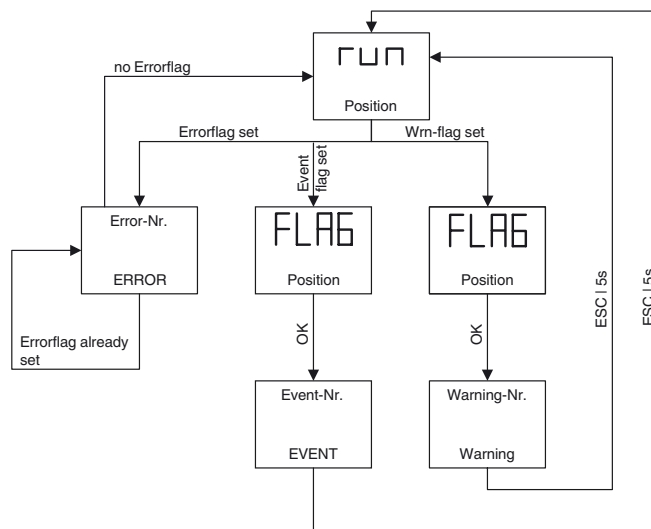 run
Position
no Errorflag
Errorflag set
Event
flag set
Wrn-flag set
Error-Nr.
ERROR
FLAG
Position
FLAG
Position
Errorflag already
set
OK
OK
ESC | 5s
ESC | 5s
Event-Nr.
EVENT
Warning-Nr.
Warning